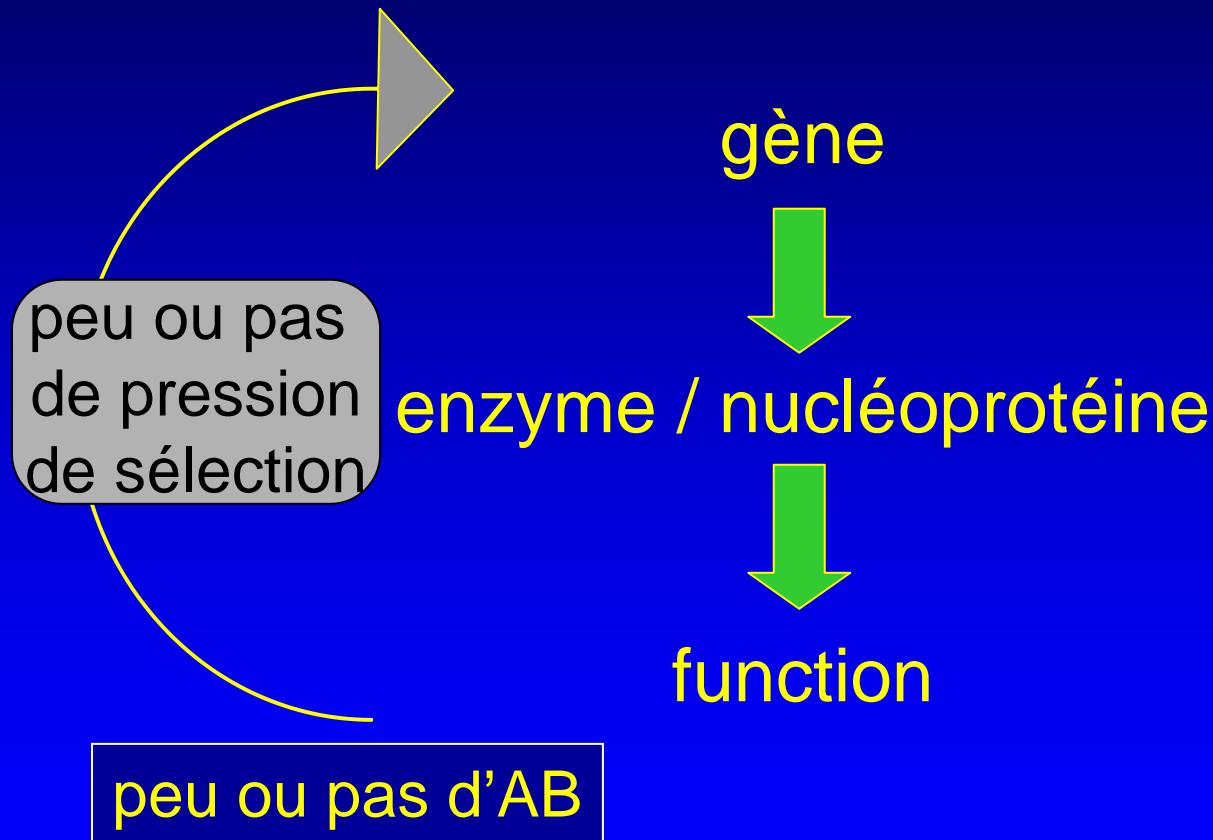 gène
peu ou pas
de pression
de sélection
enzyme / nucléoprotéine
function
peu ou pas d’AB